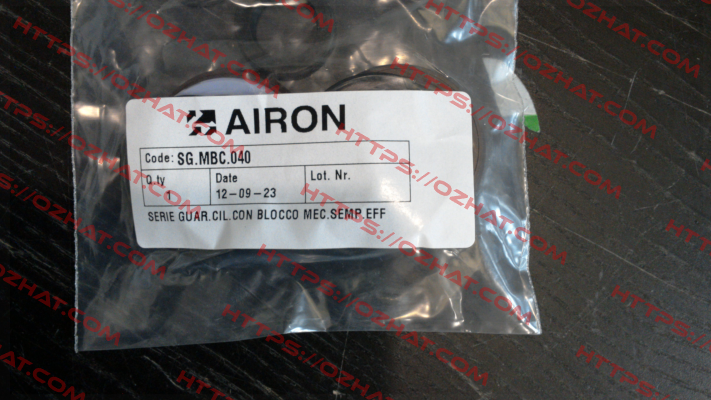 AIRON
Code: SG.MBC.040
Q.ty Date Lot. Nr.
12-09-23
SERIE GUAR.CIL.CON BLOCCO MEC.SEMP.EFF
HTTPS://OZHAT.COM